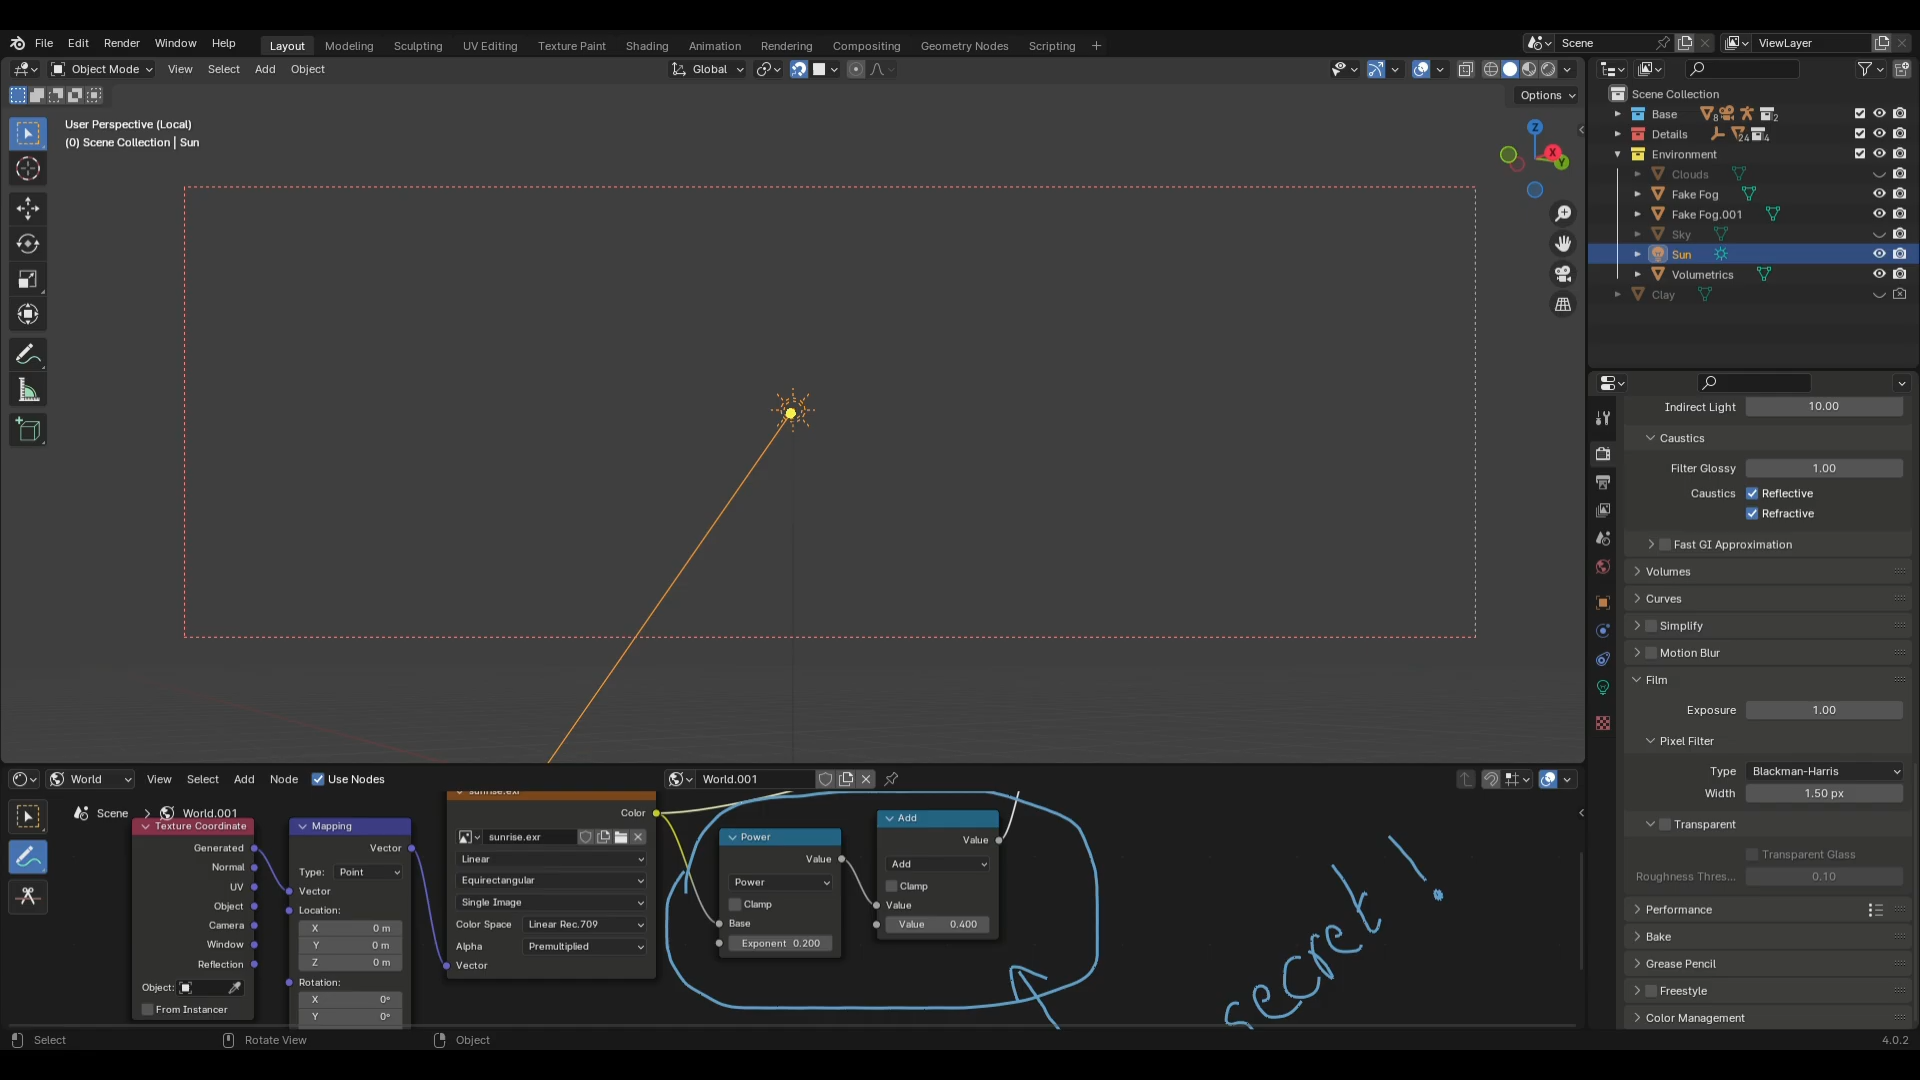 File Edit Render Window Help Layout Modeling Sculpting UV Editing Texture Paint Shading Animation Rendering Compositing Geometry Nodes Scripting + Scene ViewLayer
Object Mode View Select Add Object Global
Options
User Perspective (Local)
(0) Scene Collection | Sun
Z
X
Y
Scene Collection
Base 8 2
Details 24 4
Environment
Clouds
Fake Fog
Fake Fog.001
Sky
Sun
Volumetrics
Clay
Indirect Light 10.00
Caustics
Filter Glossy 1.00
Caustics Reflective
Refractive
Fast GI Approximation
Volumes
Curves
Simplify
Motion Blur
Film
Exposure 1.00
Pixel Filter
Type Blackman-Harris
Width 1.50 px
Transparent
Transparent Glass
Roughness Thres... 0.10
Performance
Bake
Grease Pencil
Freestyle
Color Management
World View Select Add Node Use Nodes World.001
Scene > World.001
Texture Coordinate
Generated
Normal
UV
Object
Camera
Window
Reflection
Object:
From Instancer
Mapping
Vector
Type: Point
Vector
Location:
X 0 m
Y 0 m
Z 0 m
Rotation:
X 0°
Y 0°
sunrise.exr
Color
sunrise.exr
Linear
Equirectangular
Single Image
Color Space Linear Rec.709
Alpha Premultiplied
Vector
Power
Value
Power
Clamp
Base
Exponent 0.200
Add
Value
Add
Clamp
Value
Value 0.400
secret!
Select Rotate View Object 4.0.2